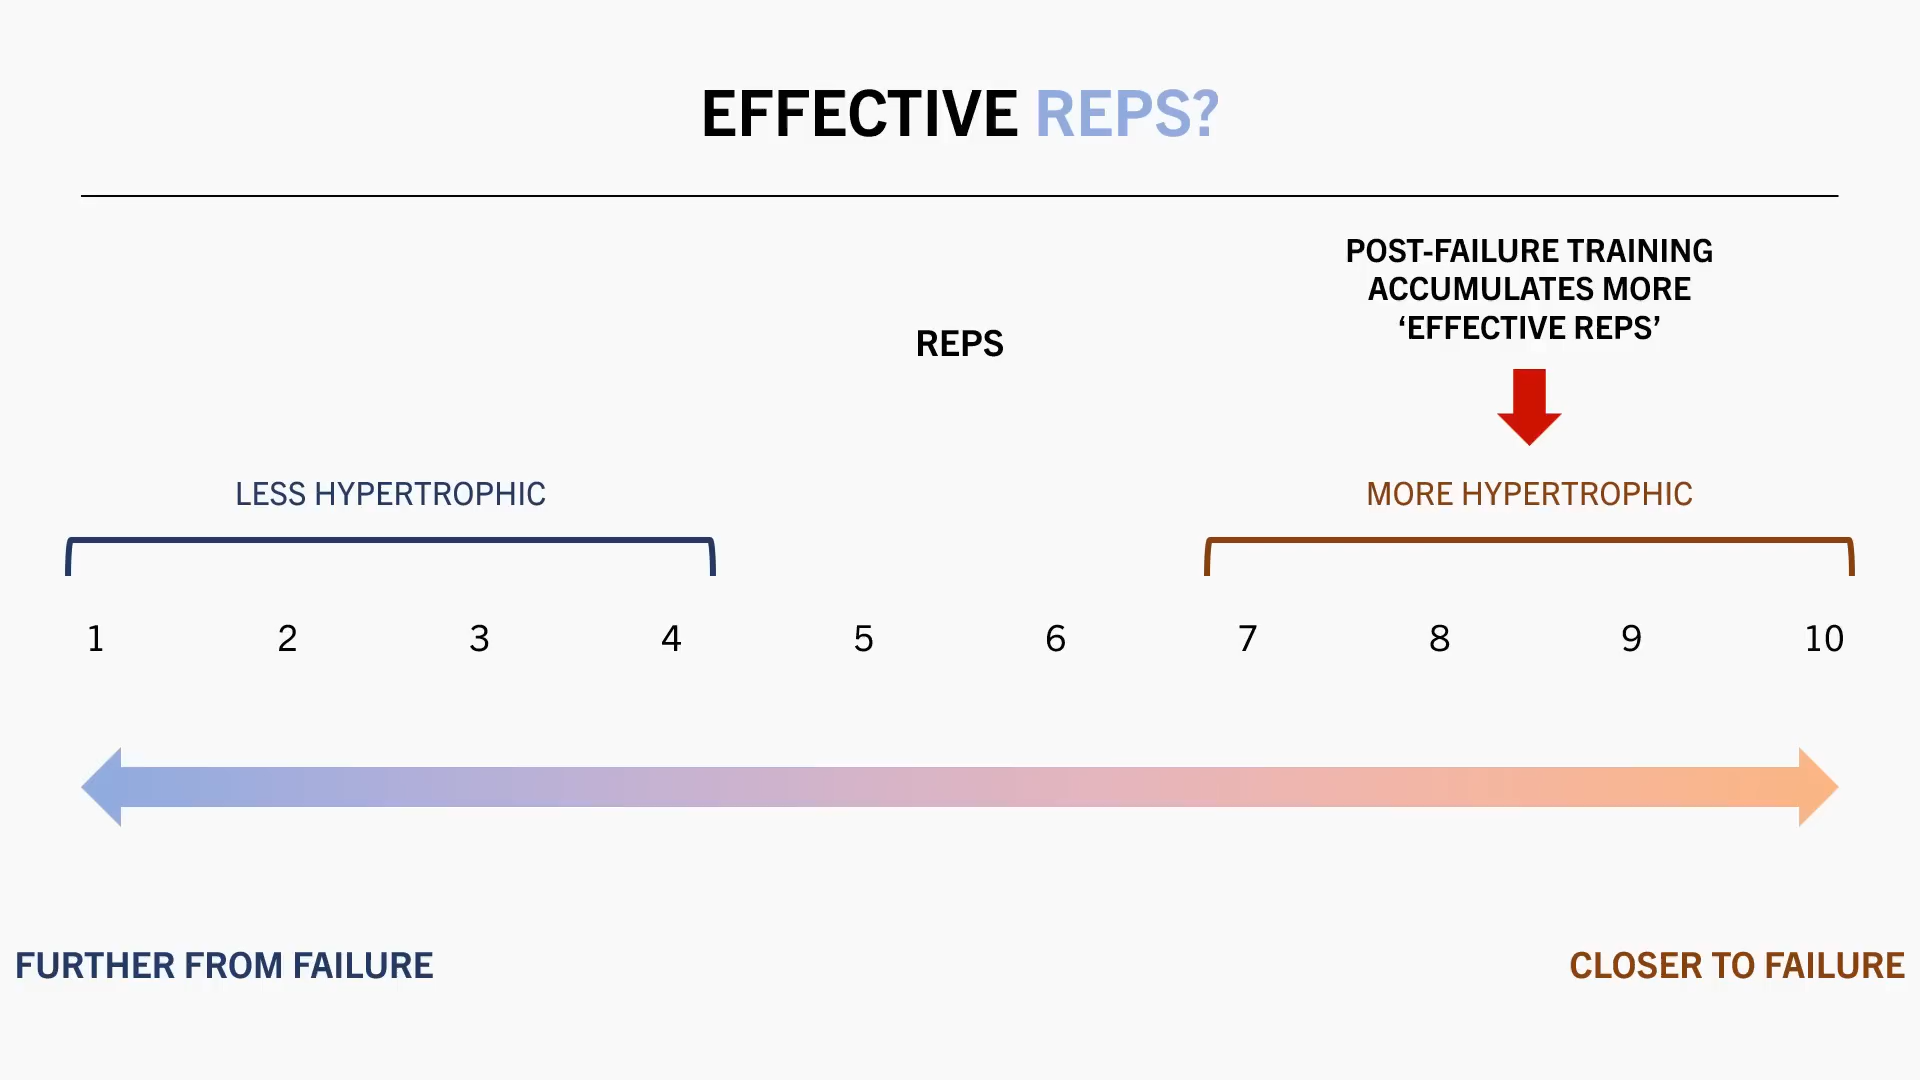 EFFECTIVE REPS?
POST-FAILURE TRAINING
ACCUMULATES MORE
‘EFFECTIVE REPS’
REPS
LESS HYPERTROPHIC
MORE HYPERTROPHIC
1 2 3 4 5 6 7 8 9 10
FURTHER FROM FAILURE
CLOSER TO FAILURE